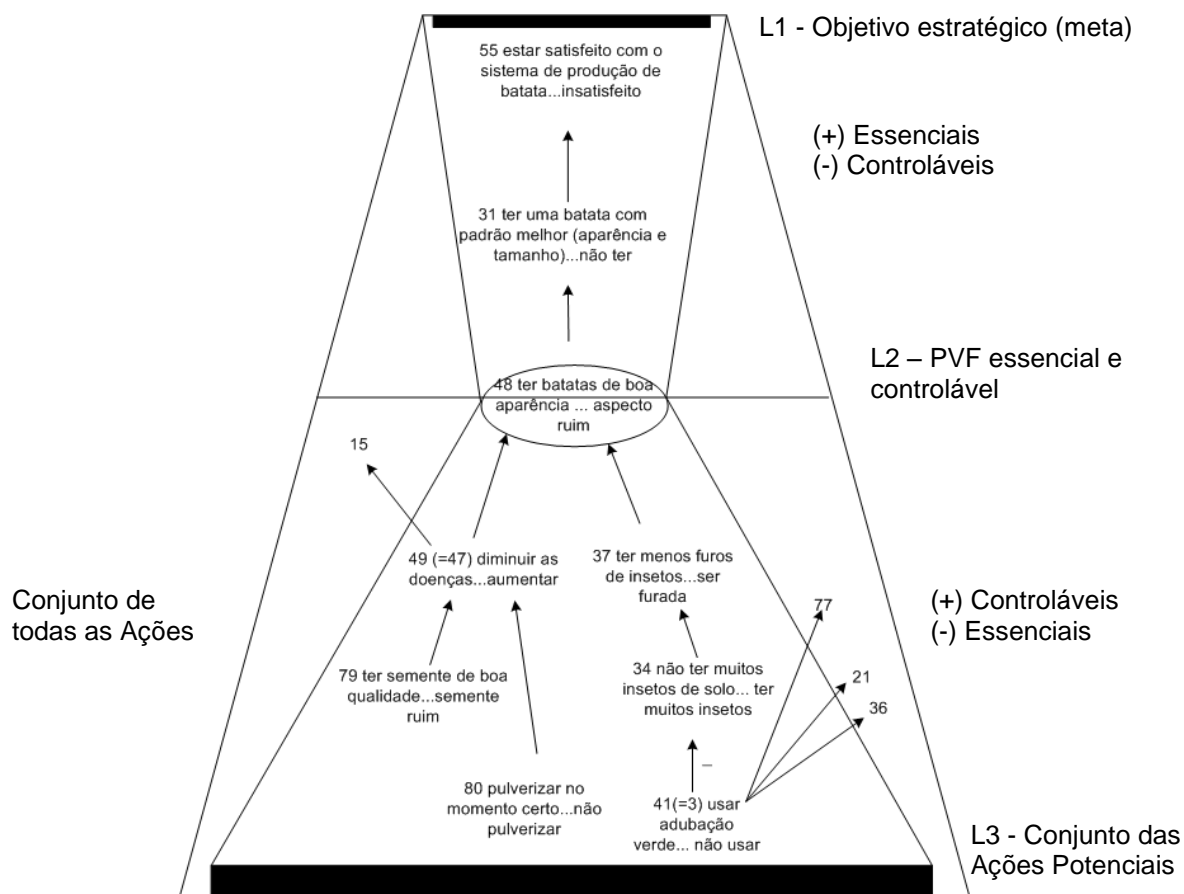 L1 - Objetivo estratégico (meta)
55 estar satisfeito com o
sistema de produção de
batata...insatisfeito
(+) Essenciais
(-) Controláveis
31 ter uma batata com
padrão melhor (aparência e
tamanho)...não ter
L2 – PVF essencial e
controlável
48 ter batatas de boa
aparência ... aspecto
ruim
15
49 (=47) diminuir as
doenças...aumentar
37 ter menos furos
de insetos...ser
furada
Conjunto de
todas as Ações
77
(+) Controláveis
(-) Essenciais
79 ter semente de boa
qualidade...semente
ruim
34 não ter muitos
insetos de solo... ter
muitos insetos
21
36
–
80 pulverizar no
momento certo...não
pulverizar
41(=3) usar
adubação
verde... não usar
L3 - Conjunto das
Ações Potenciais